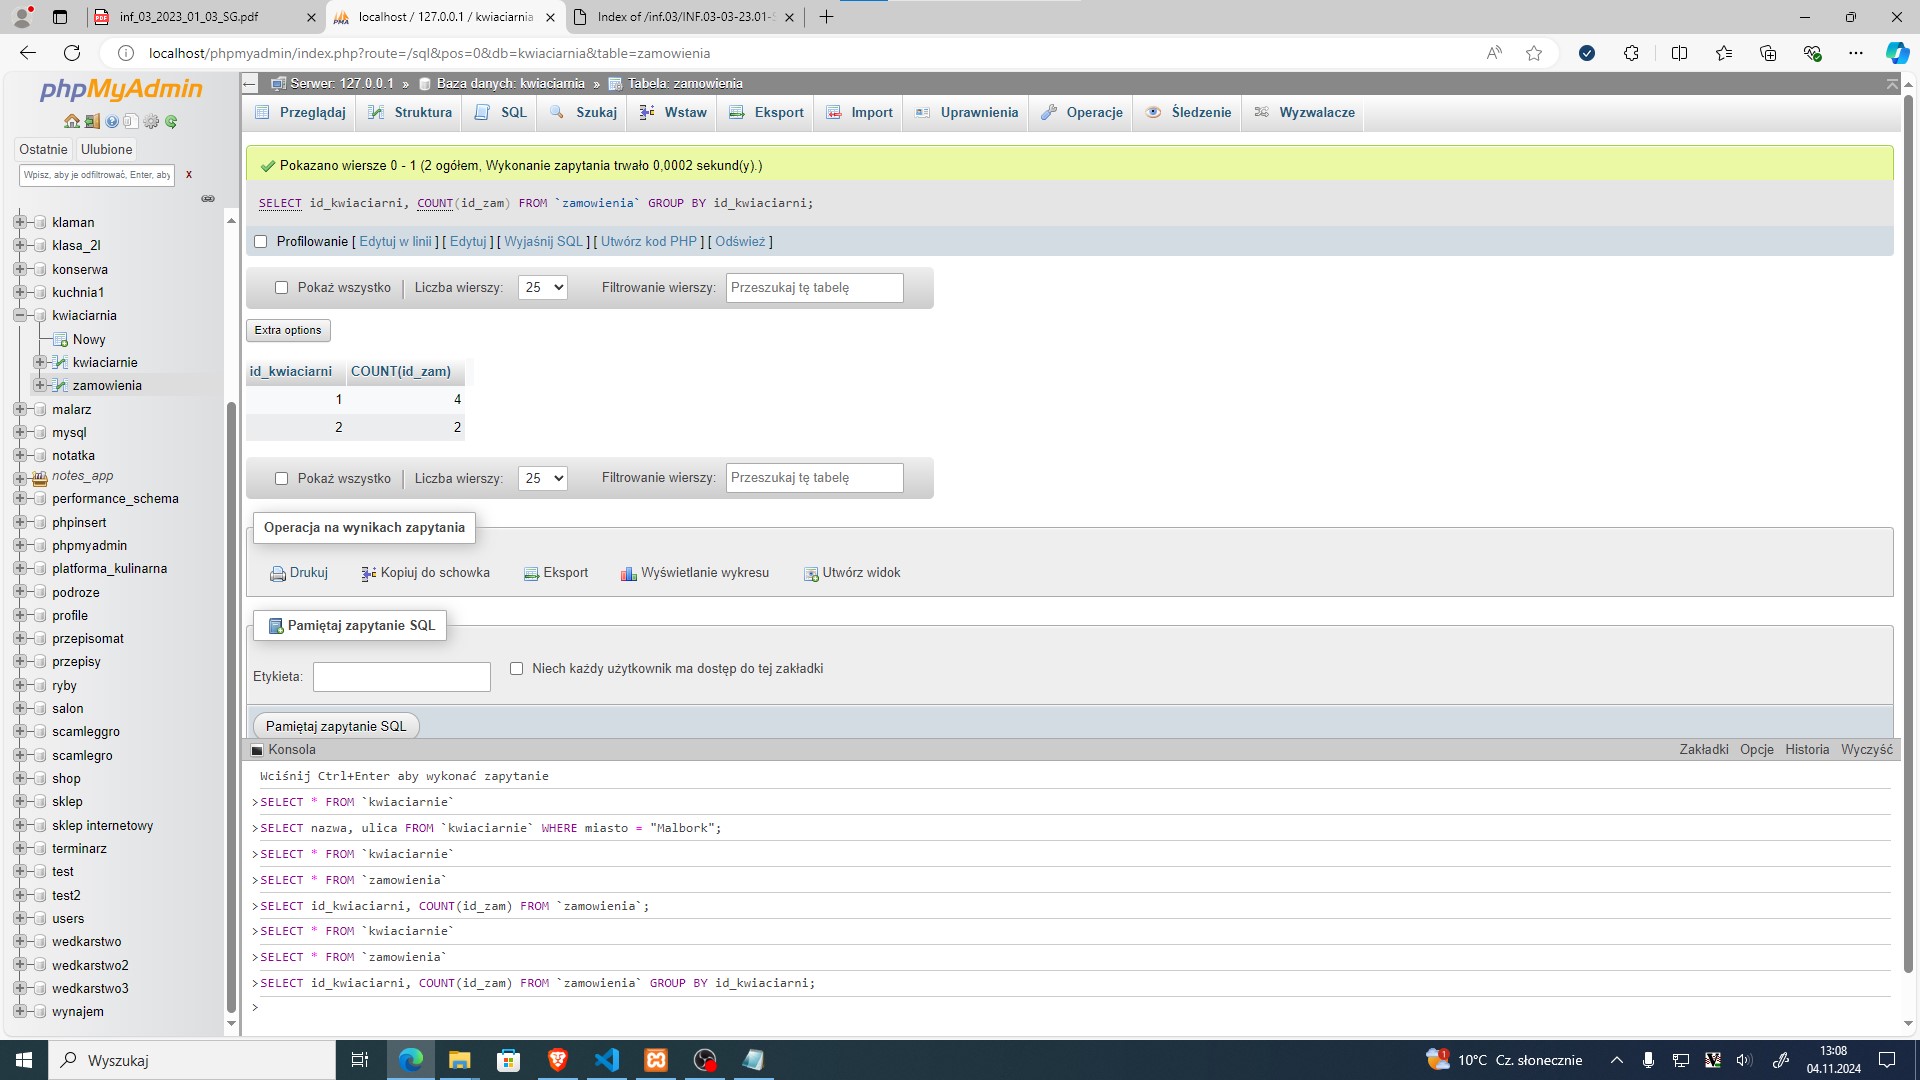 inf_03_2023_01_03_SG.pdf
localhost / 127.0.0.1 / kwiaciarnia
Index of /inf.03/INF.03-03-23.01-S
localhost/phpmyadmin/index.php?route=/sql&pos=0&db=kwiaciarnia&table=zamowienia
phpMyAdmin
Ostatnie
Ulubione
Wpisz, aby je odfiltrować, Enter, aby
X
klaman
klasa_2l
konserwa
kuchnia1
kwiaciarnia
Nowy
kwiaciarnie
zamowienia
malarz
mysql
notatka
notes_app
performance_schema
phpinsert
phpmyadmin
platforma_kulinarna
podroze
profile
przepisomat
przepisy
ryby
salon
scamleggro
scamlegro
shop
sklep
sklep internetowy
terminarz
test
test2
users
wedkarstwo
wedkarstwo2
wedkarstwo3
wynajem
Serwer: 127.0.0.1 » Baza danych: kwiaciarnia » Tabela: zamowienia
Przeglądaj Struktura SQL Szukaj Wstaw Eksport Import Uprawnienia Operacje Śledzenie Wyzwalacze
Pokazano wiersze 0 - 1 (2 ogółem, Wykonanie zapytania trwało 0,0002 sekund(y).)
SELECT id_kwiaciarni, COUNT(id_zam) FROM `zamowienia` GROUP BY id_kwiaciarni;
Profilowanie [ Edytuj w linii ] [ Edytuj ] [ Wyjaśnij SQL ] [ Utwórz kod PHP ] [ Odśwież ]
Pokaż wszystko | Liczba wierszy: 25 Filtrowanie wierszy: Przeszukaj tę tabelę
Extra options
id_kwiaciarni COUNT(id_zam)
1 4
2 2
Pokaż wszystko | Liczba wierszy: 25 Filtrowanie wierszy: Przeszukaj tę tabelę
Operacja na wynikach zapytania
Drukuj Kopiuj do schowka Eksport Wyświetlanie wykresu Utwórz widok
Pamiętaj zapytanie SQL
Etykieta: Niech każdy użytkownik ma dostęp do tej zakładki
Pamiętaj zapytanie SQL
Konsola Zakładki Opcje Historia Wyczyść
Wciśnij Ctrl+Enter aby wykonać zapytanie
>SELECT * FROM `kwiaciarnie`
>SELECT nazwa, ulica FROM `kwiaciarnie` WHERE miasto = "Malbork";
>SELECT * FROM `kwiaciarnie`
>SELECT * FROM `zamowienia`
>SELECT id_kwiaciarni, COUNT(id_zam) FROM `zamowienia`;
>SELECT * FROM `kwiaciarnie`
>SELECT * FROM `zamowienia`
>SELECT id_kwiaciarni, COUNT(id_zam) FROM `zamowienia` GROUP BY id_kwiaciarni;
>
Wyszukaj
10°C Cz. słonecznie
13:08
04.11.2024